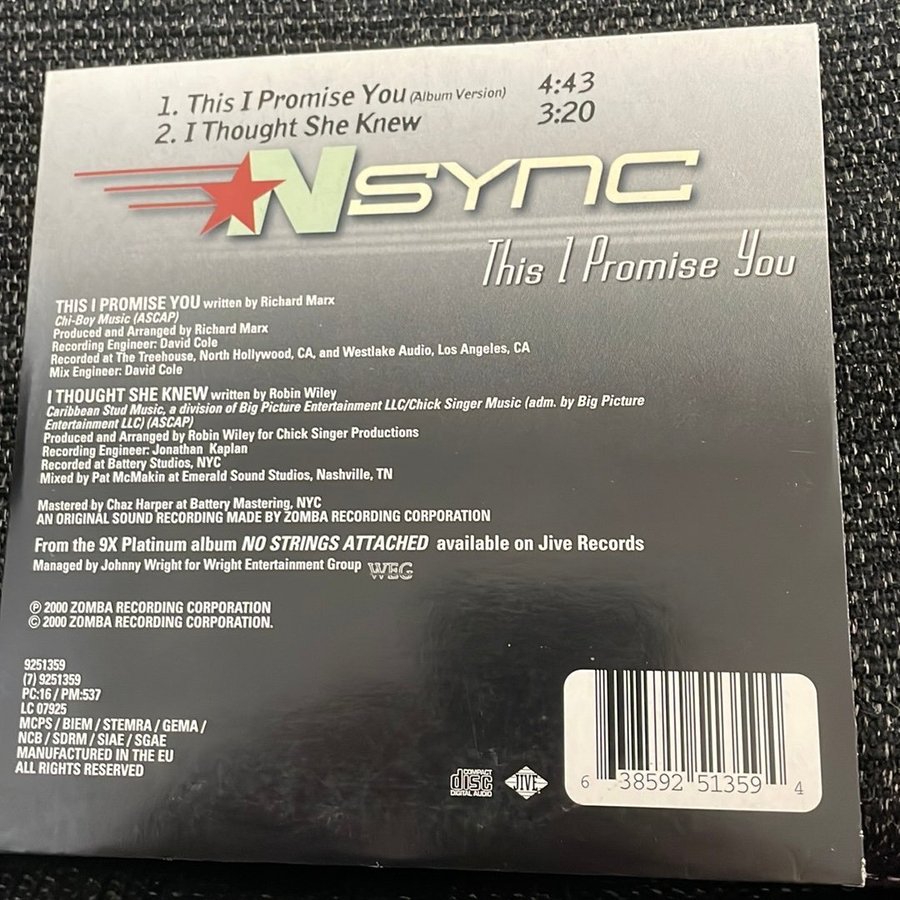 1. This I Promise You (Album Version) 4:43
2. I Thought She Knew 3:20
NSYNC
This I Promise You
THIS I PROMISE YOU written by Richard Marx
Chi-Boy Music (ASCAP)
Produced and Arranged by Richard Marx
Recording Engineer: David Cole
Recorded at The Treehouse, North Hollywood, CA, and Westlake Audio, Los Angeles, CA
Mix Engineer: David Cole
I THOUGHT SHE KNEW written by Robin Wiley
Caribbean Stud Music, a division of Big Picture Entertainment LLC/Chick Singer Music (adm. by Big Picture
Entertainment LLC) (ASCAP)
Produced and Arranged by Robin Wiley for Chick Singer Productions
Recording Engineer: Jonathan Kaplan
Recorded at Battery Studios, NYC
Mixed by Pat McMakin at Emerald Sound Studios, Nashville, TN
Mastered by Chaz Harper at Battery Mastering, NYC
AN ORIGINAL SOUND RECORDING MADE BY ZOMBA RECORDING CORPORATION
From the 9X Platinum album NO STRINGS ATTACHED available on Jive Records
Managed by Johnny Wright for Wright Entertainment Group WEG
℗ 2000 ZOMBA RECORDING CORPORATION
© 2000 ZOMBA RECORDING CORPORATION.
9251359
(7) 9251359
PC:16 / PM:537
LC 07925
MCPS / BIEM / STEMRA / GEMA /
NCB / SDRM / SIAE / SGAE
MANUFACTURED IN THE EU
ALL RIGHTS RESERVED
COMPACT
disc
DIGITAL AUDIO
JIVE
6 38592 51359 4